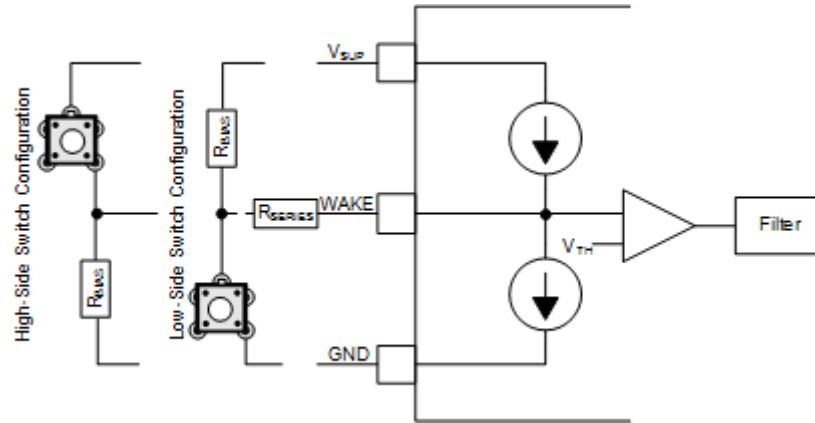 High-Side Switch Configuration
RBIAS
Low-Side Switch Configuration
RBIAS
RSERIES
VSUP
WAKE
GND
VTH
Filter